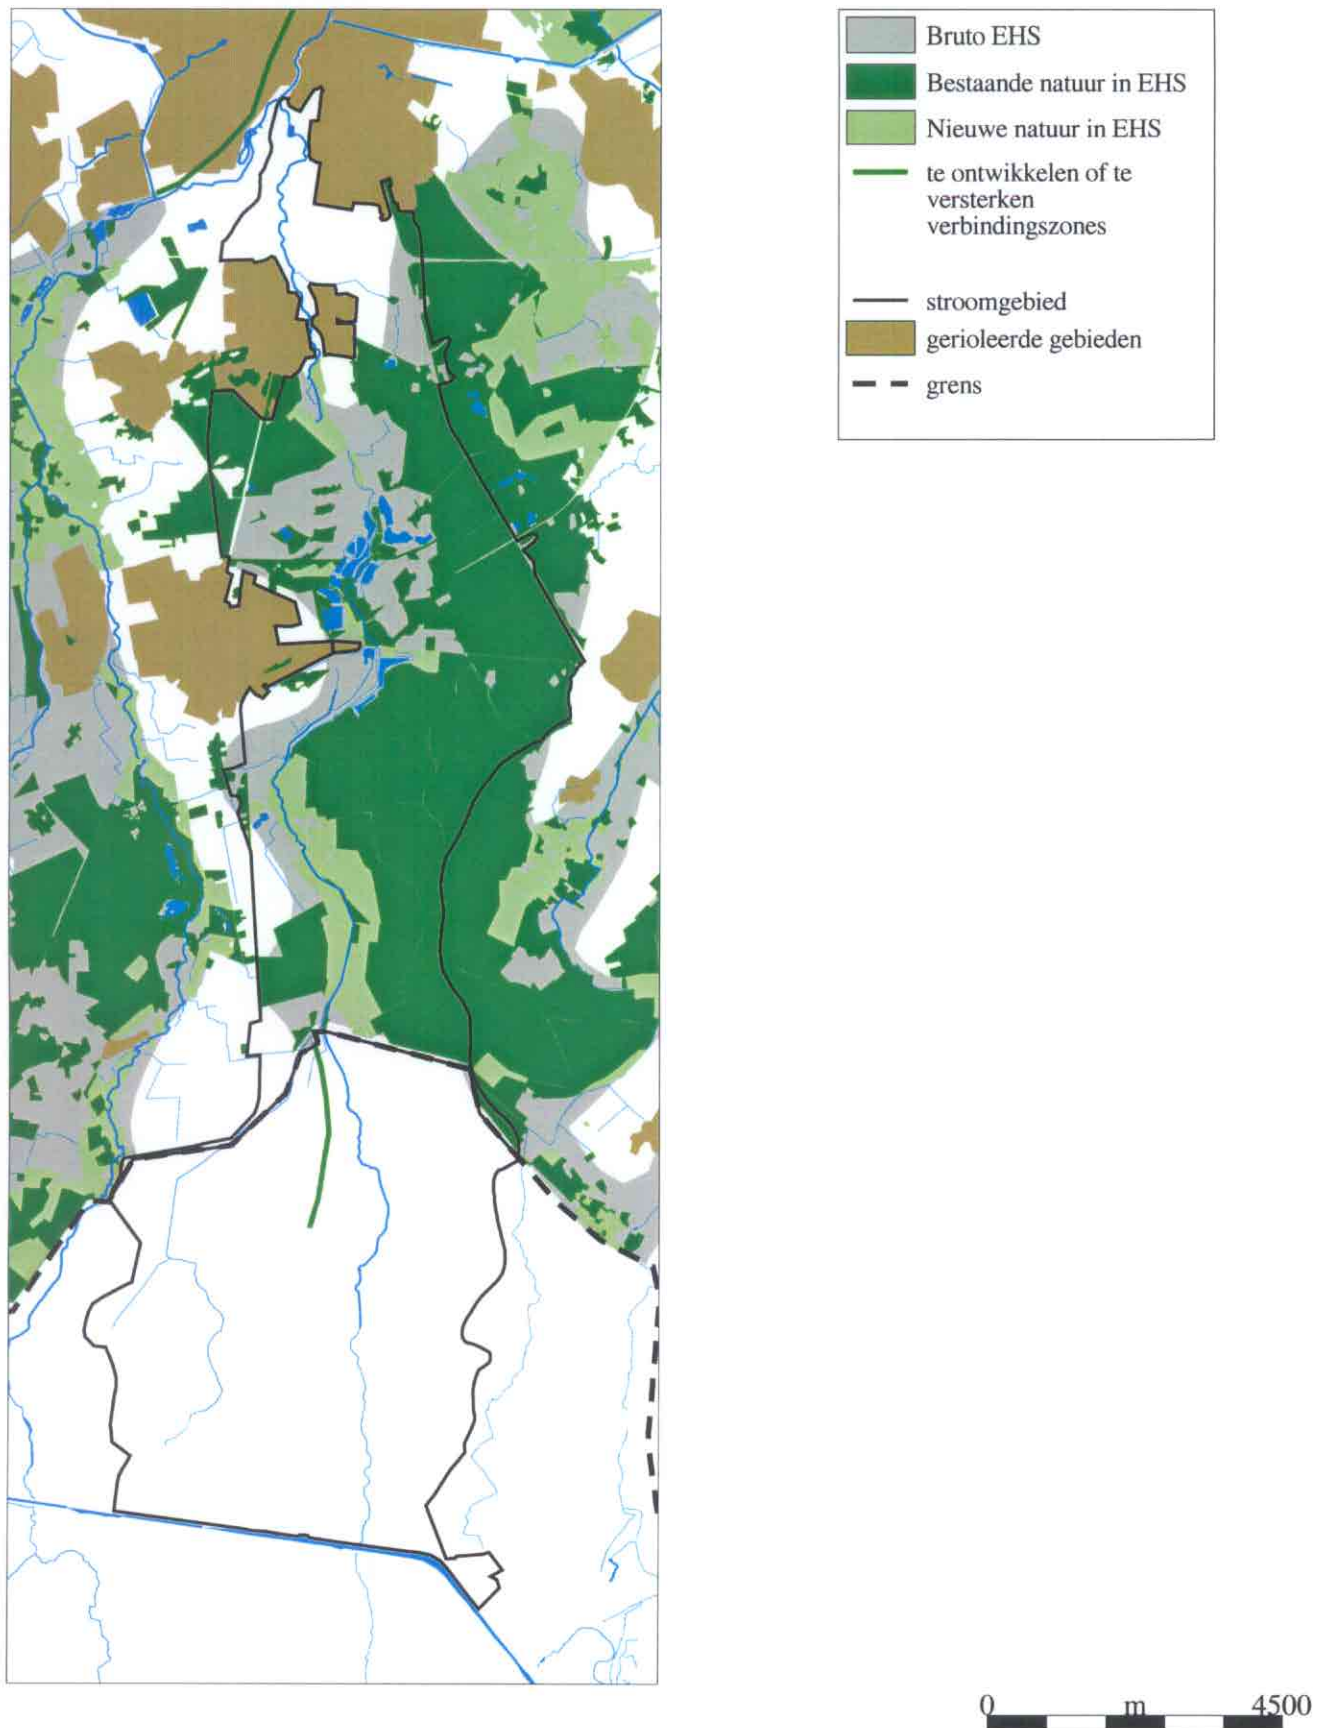 Bruto EHS
Bestaande natuur in EHS
Nieuwe natuur in EHS
te ontwikkelen of te
versterken
verbindingszones
stroomgebied
gerioleerde gebieden
grens
0 m 4500